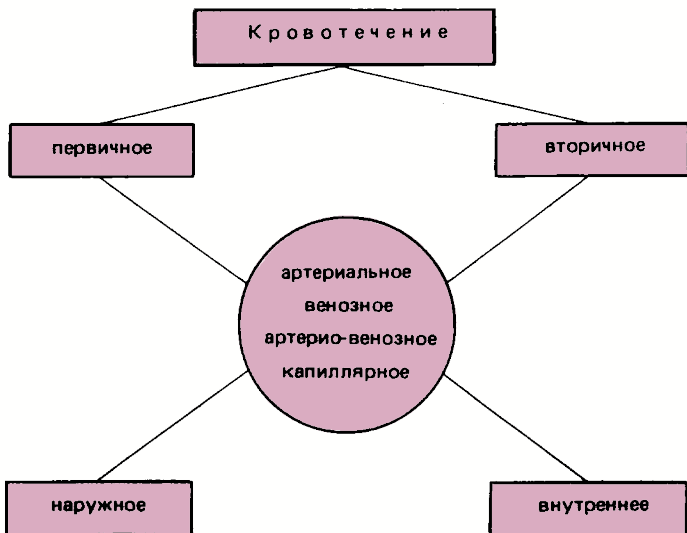 Кровотечение
первичное
вторичное
артериальное
венозное
артерио-венозное
капиллярное
наружное
внутреннее